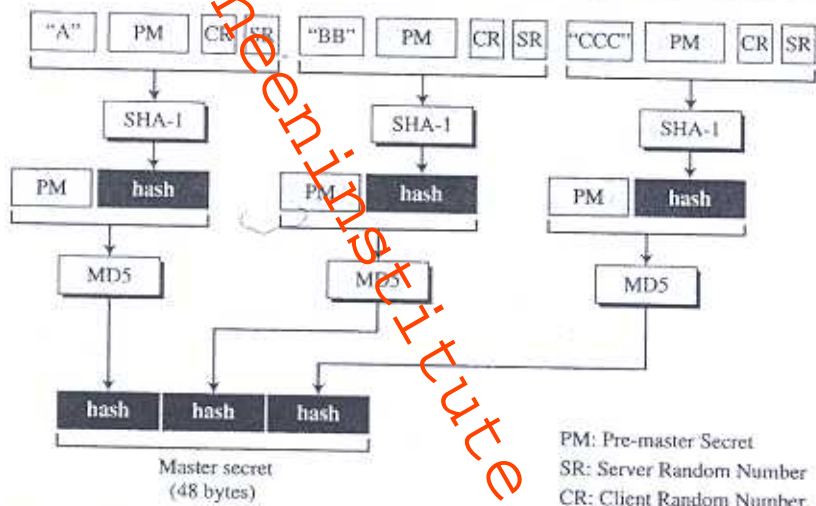 "A" PM CR SR "BB" PM CR SR "CCC" PM CR SR
SHA-1 SHA-1 SHA-1
PM hash PM hash PM hash
MD5 MD5 MD5
hash hash hash
Master secret
(48 bytes)
PM: Pre-master Secret
SR: Server Random Number
CR: Client Random Number
neeninstitute